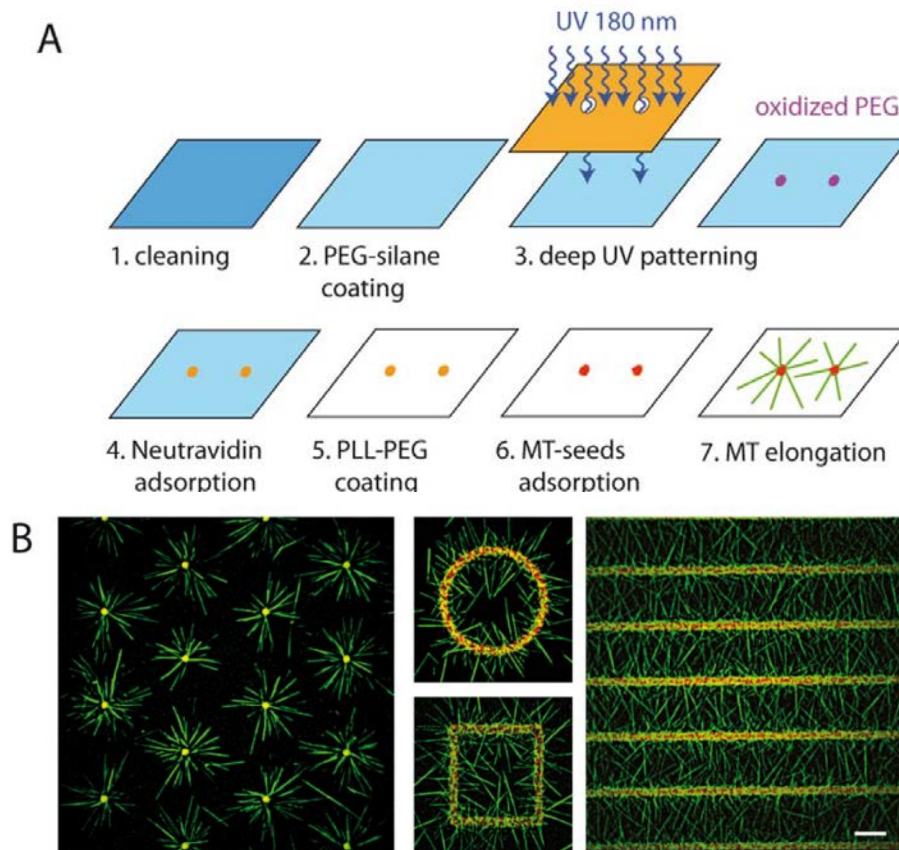 A
UV 180 nm
oxidized PEG
1. cleaning
2. PEG-silane
coating
3. deep UV patterning
4. Neutravidin
adsorption
5. PLL-PEG
coating
6. MT-seeds
adsorption
7. MT elongation
B